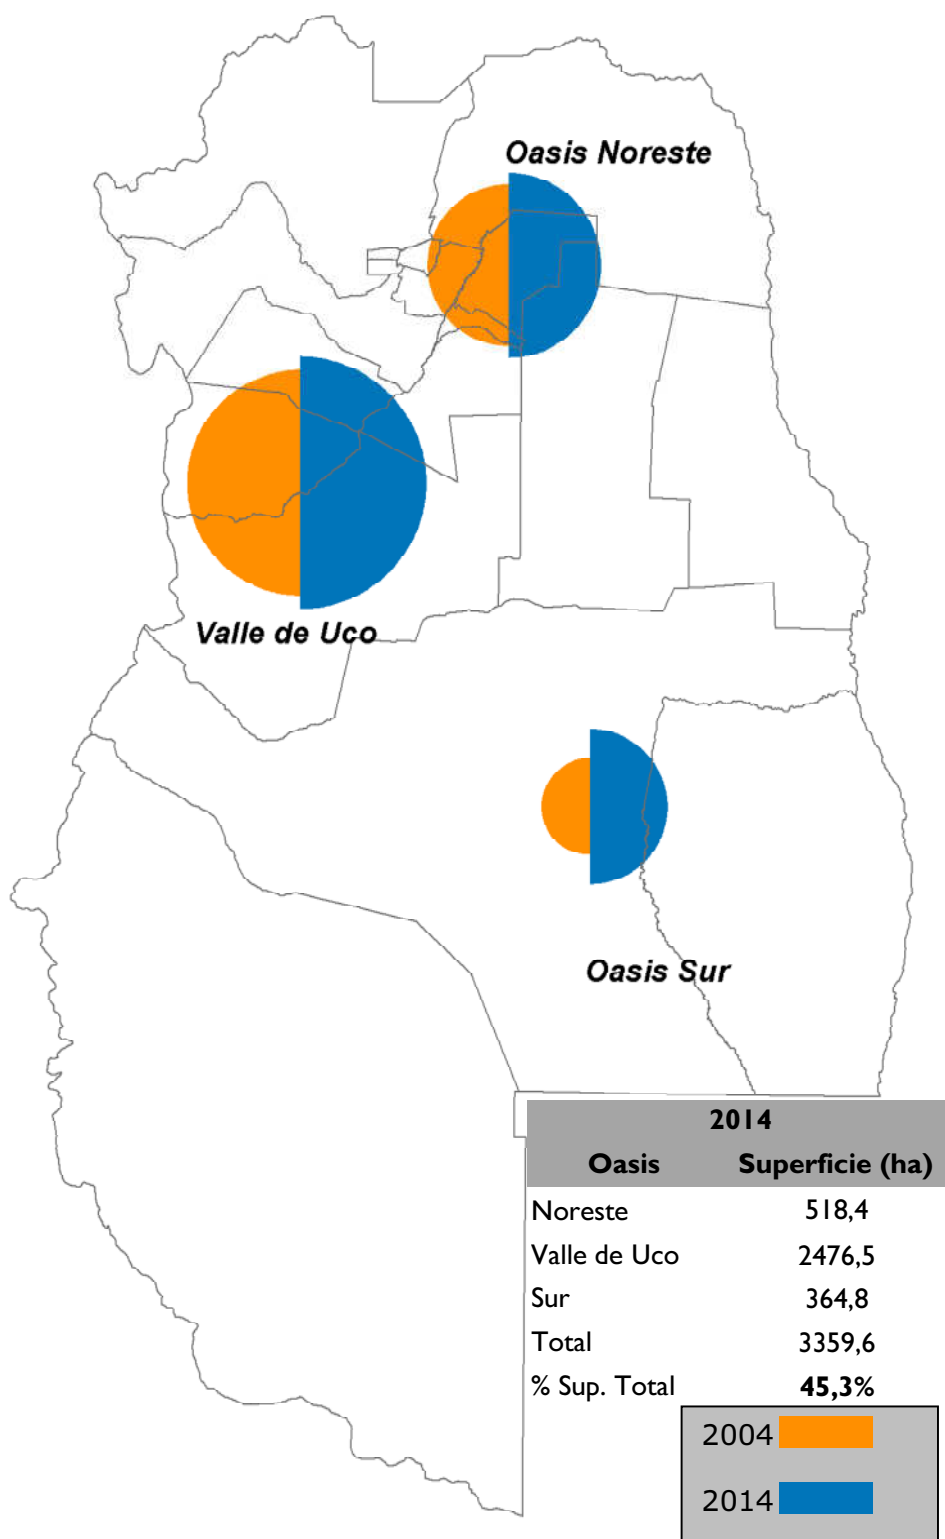 Oasis Noreste
Valle de Uco
Oasis Sur
2014
Oasis Superficie (ha)
Noreste 518,4
Valle de Uco 2476,5
Sur 364,8
Total 3359,6
% Sup. Total 45,3%
2004
2014